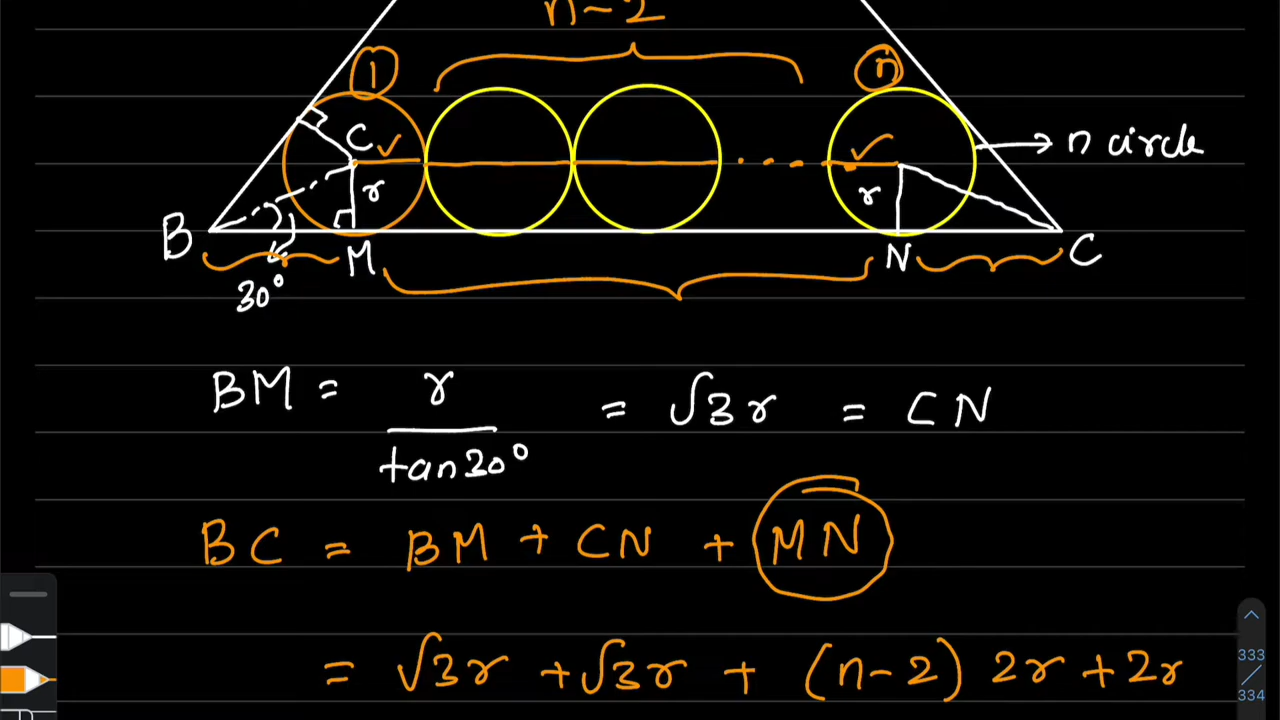 n-2
1
n
C
r
r
→ n circle
B
M
N
C
30°
BM = r / tan30° = √3r = CN
BC = BM + CN + MN
= √3r + √3r + (n-2) 2r + 2r
333
334